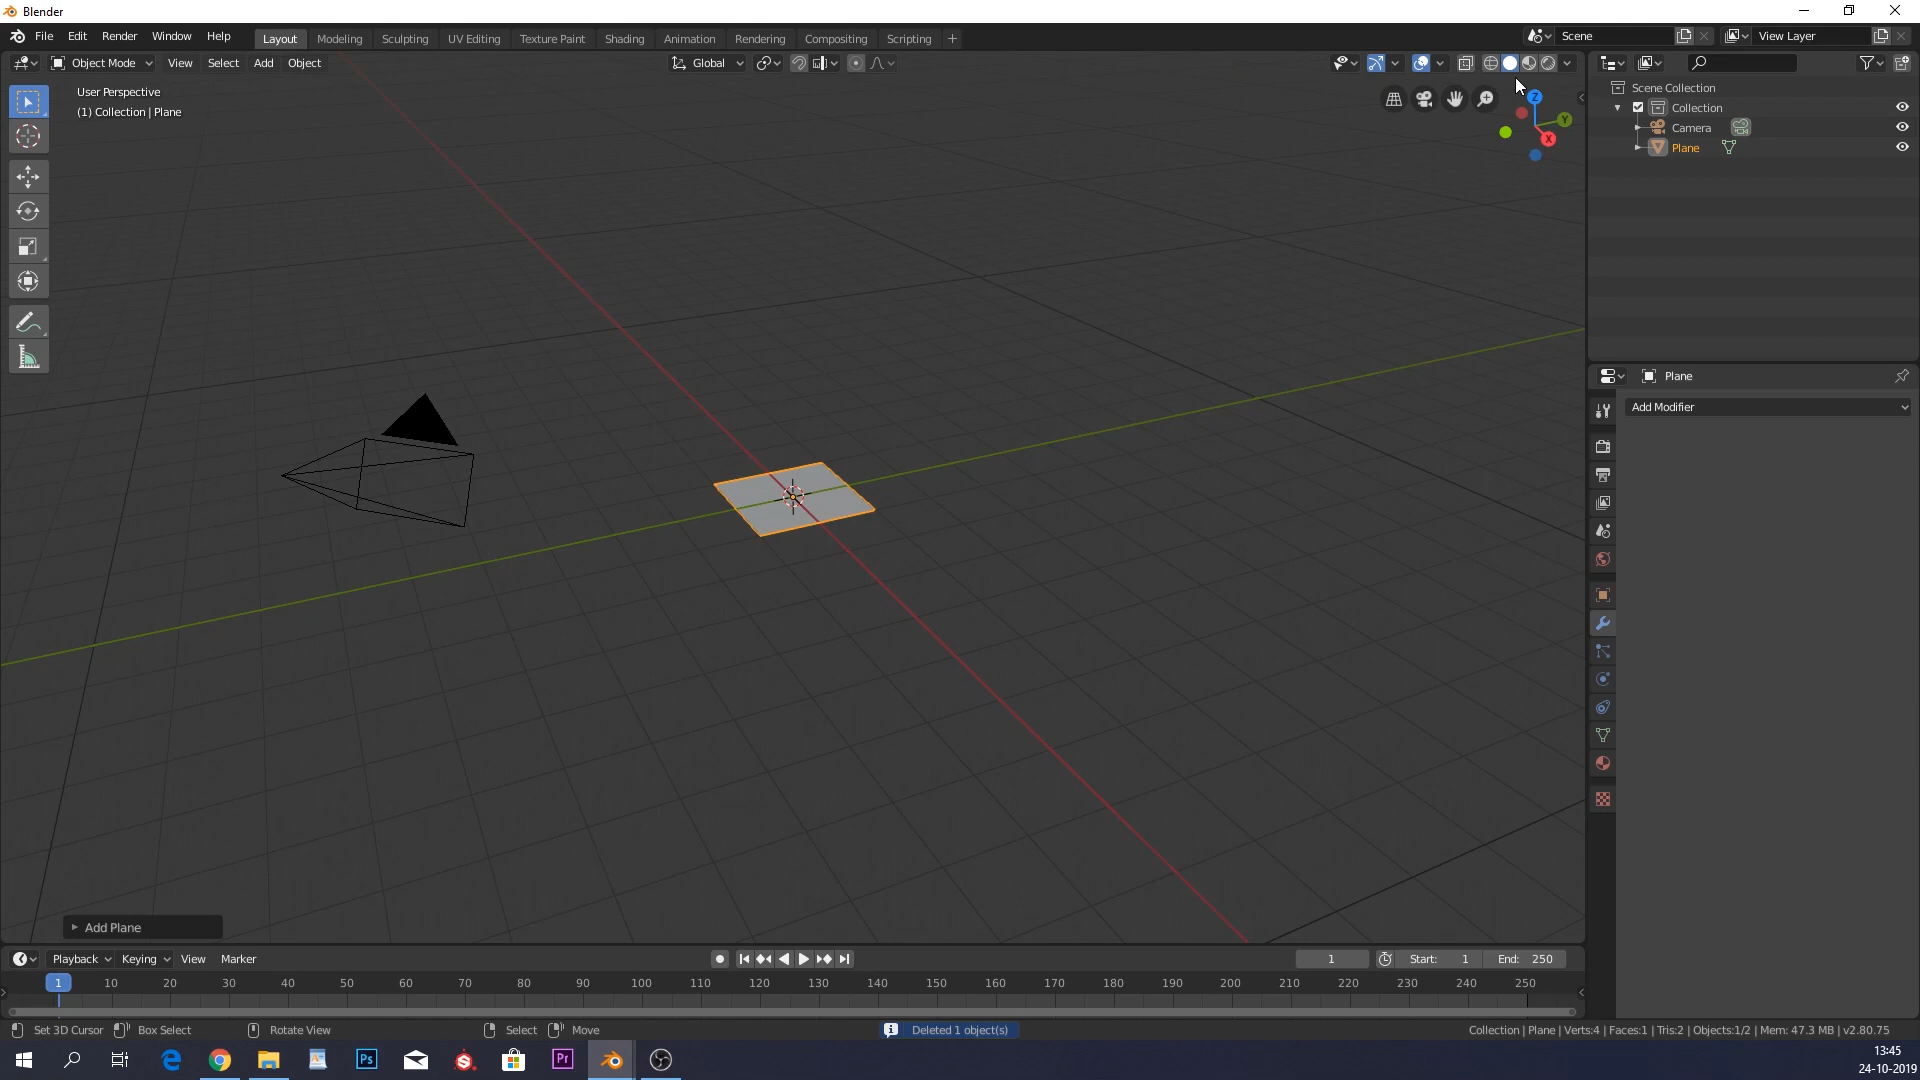 Blender
File Edit Render Window Help Layout Modeling Sculpting UV Editing Texture Paint Shading Animation Rendering Compositing Scripting + Scene View Layer
Object Mode View Select Add Object Global
User Perspective
(1) Collection | Plane
Z
Y
X
Scene Collection
Collection
Camera
Plane
Plane
Add Modifier
Add Plane
Playback Keying View Marker 1 Start: 1 End: 250
1 10 20 30 40 50 60 70 80 90 100 110 120 130 140 150 160 170 180 190 200 210 220 230 240 250
Set 3D Cursor Box Select Rotate View Select Move Deleted 1 object(s) Collection | Plane | Verts:4 | Faces:1 | Tris:2 | Objects:1/2 | Mem: 47.3 MB | v2.80.75
Ps Pr
13:45
24-10-2019